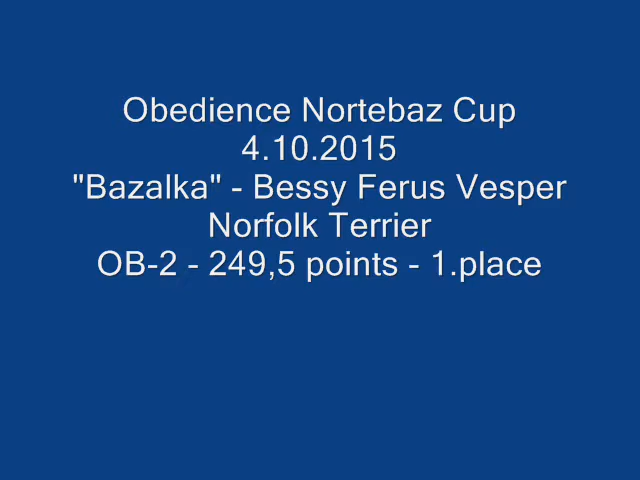 Obedience Nortebaz Cup
4.10.2015
"Bazalka" - Bessy Ferus Vesper
Norfolk Terrier
OB-2 - 249,5 points - 1.place